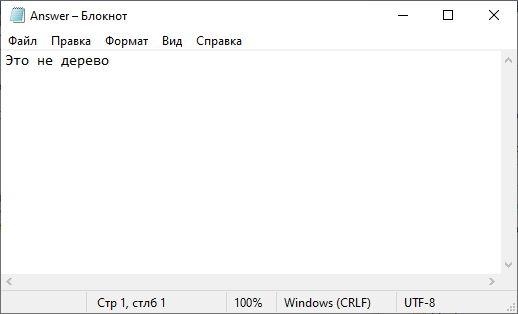 Answer – Блокнот
Файл Правка Формат Вид Справка
Это не дерево
Стр 1, стлб 1 100% Windows (CRLF) UTF-8